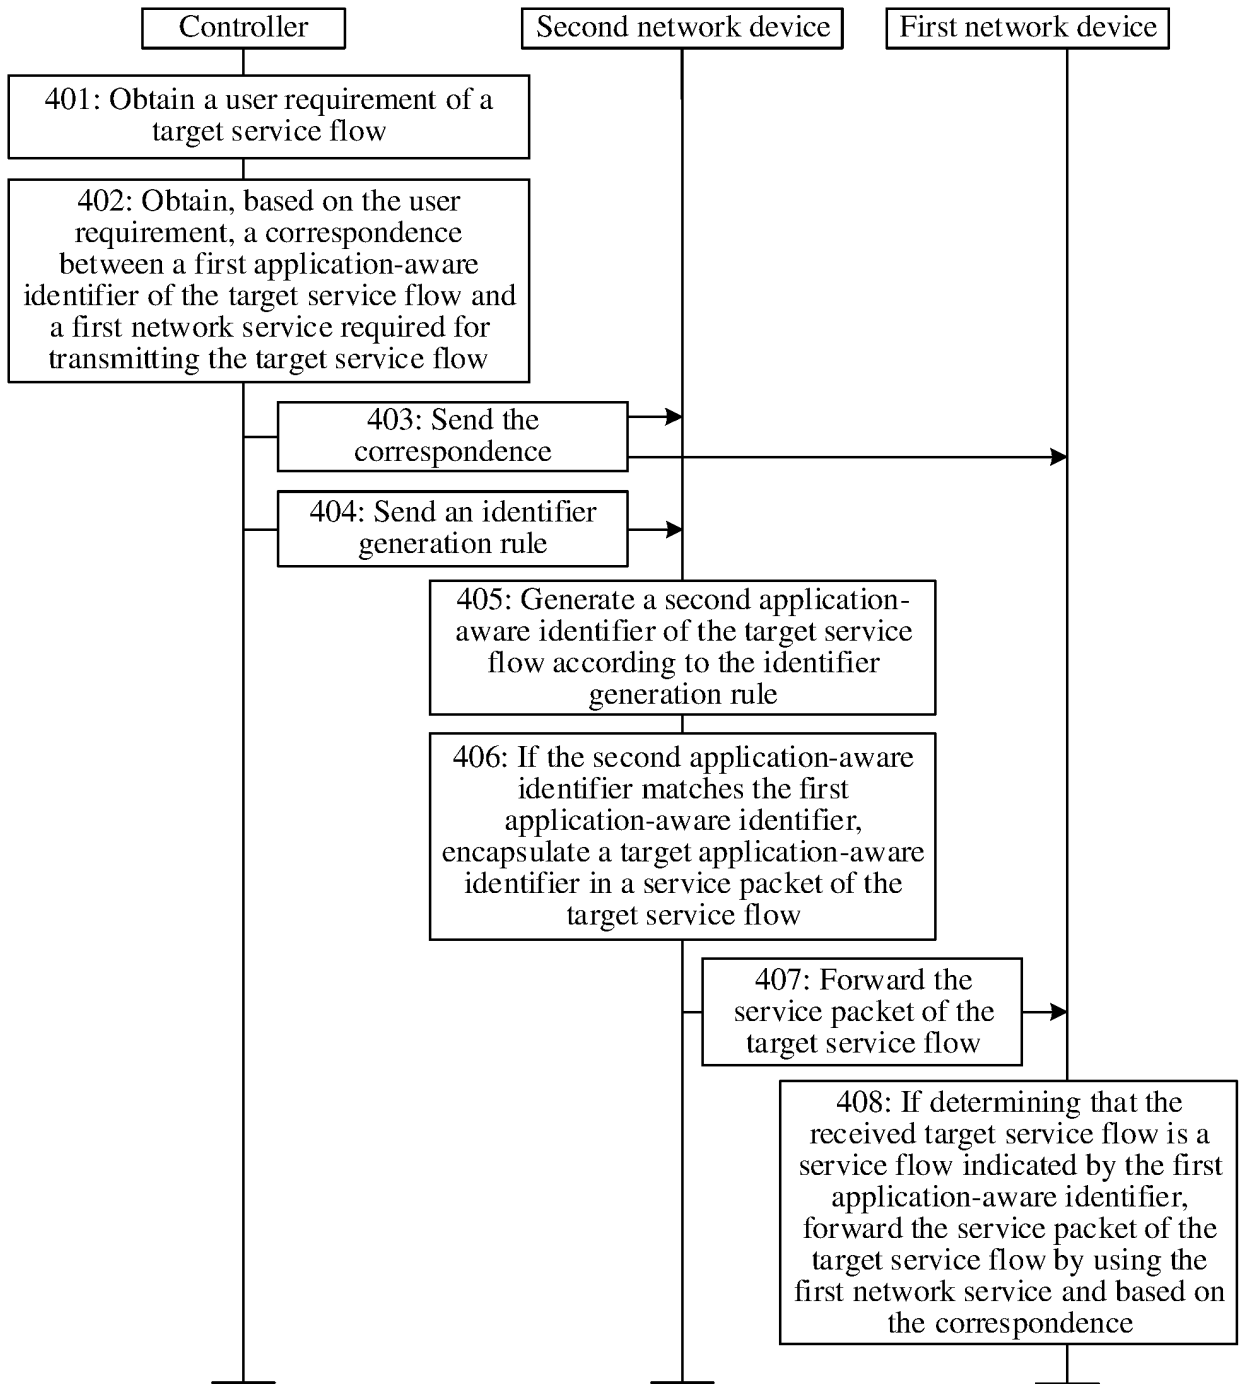 Controller
Second network device
First network device
401: Obtain a user requirement of a
target service flow
402: Obtain, based on the user
requirement, a correspondence
between a first application-aware
identifier of the target service flow and
a first network service required for
transmitting the target service flow
403: Send the
correspondence
404: Send an identifier
generation rule
405: Generate a second application-
aware identifier of the target service
flow according to the identifier
generation rule
406: If the second application-aware
identifier matches the first
application-aware identifier,
encapsulate a target application-aware
identifier in a service packet of the
target service flow
407: Forward the
service packet of the
target service flow
408: If determining that the
received target service flow is a
service flow indicated by the first
application-aware identifier,
forward the service packet of the
target service flow by using the
first network service and based on
the correspondence